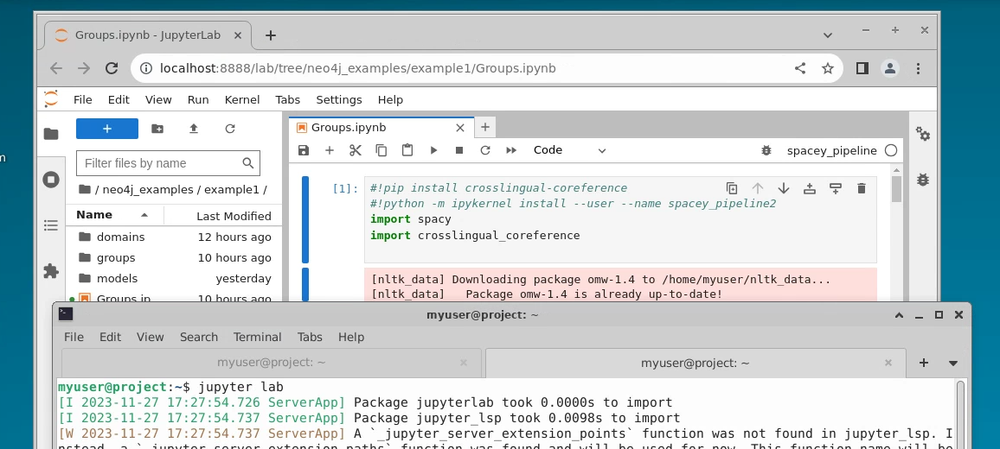 m
Groups.ipynb - JupyterLab
localhost:8888/lab/tree/neo4j_examples/example1/Groups.ipynb
File Edit View Run Kernel Tabs Settings Help
Groups.ipynb
Code
spacey_pipeline
Filter files by name
/ neo4j_examples / example1 /
Name Last Modified
domains 12 hours ago
groups 10 hours ago
models yesterday
Groups.ip 10 hours ago
[1]:
#!pip install crosslingual-coreference
#!python -m ipykernel install --user --name spacey_pipeline2
import spacy
import crosslingual_coreference
[nltk_data] Downloading package omw-1.4 to /home/myuser/nltk_data...
[nltk_data]   Package omw-1.4 is already up-to-date!
myuser@project: ~
File Edit View Search Terminal Tabs Help
myuser@project: ~ myuser@project: ~
myuser@project:~$ jupyter lab
[I 2023-11-27 17:27:54.726 ServerApp] Package jupyterlab took 0.0000s to import
[I 2023-11-27 17:27:54.737 ServerApp] Package jupyter_lsp took 0.0098s to import
[W 2023-11-27 17:27:54.737 ServerApp] A `_jupyter_server_extension_points` function was not found in jupyter_lsp. I
nstead, a `_jupyter_server_extension_paths` function was found and will be used for now. This function name will be